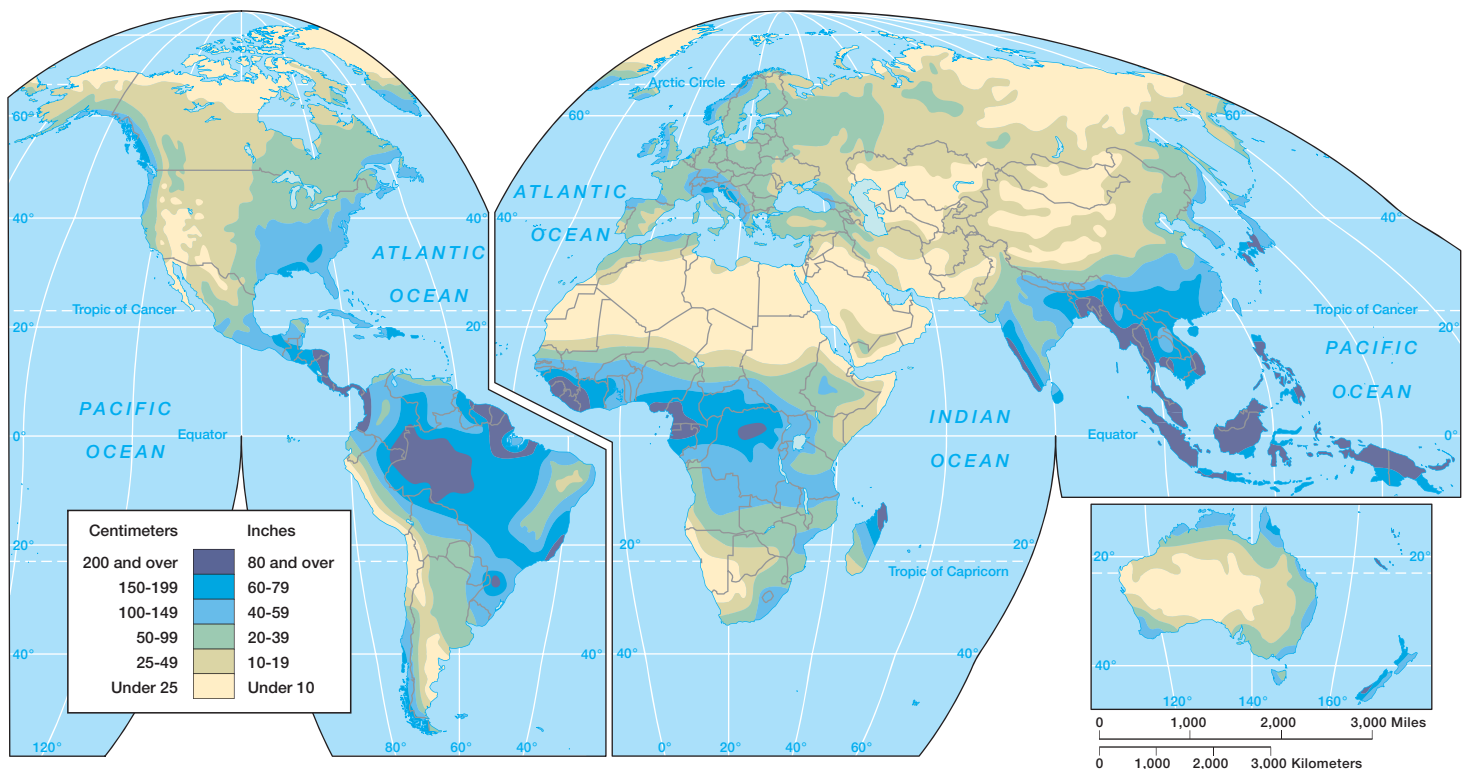 Arctic Circle
60°
60°
60°
ATLANTIC
OCEAN
40°
40°
40°
40°
ATLANTIC
OCEAN
Tropic of Cancer
Tropic of Cancer
20°
20°
20°
PACIFIC
OCEAN
PACIFIC
OCEAN
INDIAN
OCEAN
Equator
Equator
0°
0°
Centimeters Inches
200 and over 80 and over
150-199 60-79
100-149 40-59
50-99 20-39
25-49 10-19
Under 25 Under 10
20°
20°
20°
20°
20°
Tropic of Capricorn
40°
40°
40°
40°
40°
120°
80°
60°
40°
0°
20°
40°
60°
80°
120°
140°
160°
0 1,000 2,000 3,000 Miles
0 1,000 2,000 3,000 Kilometers